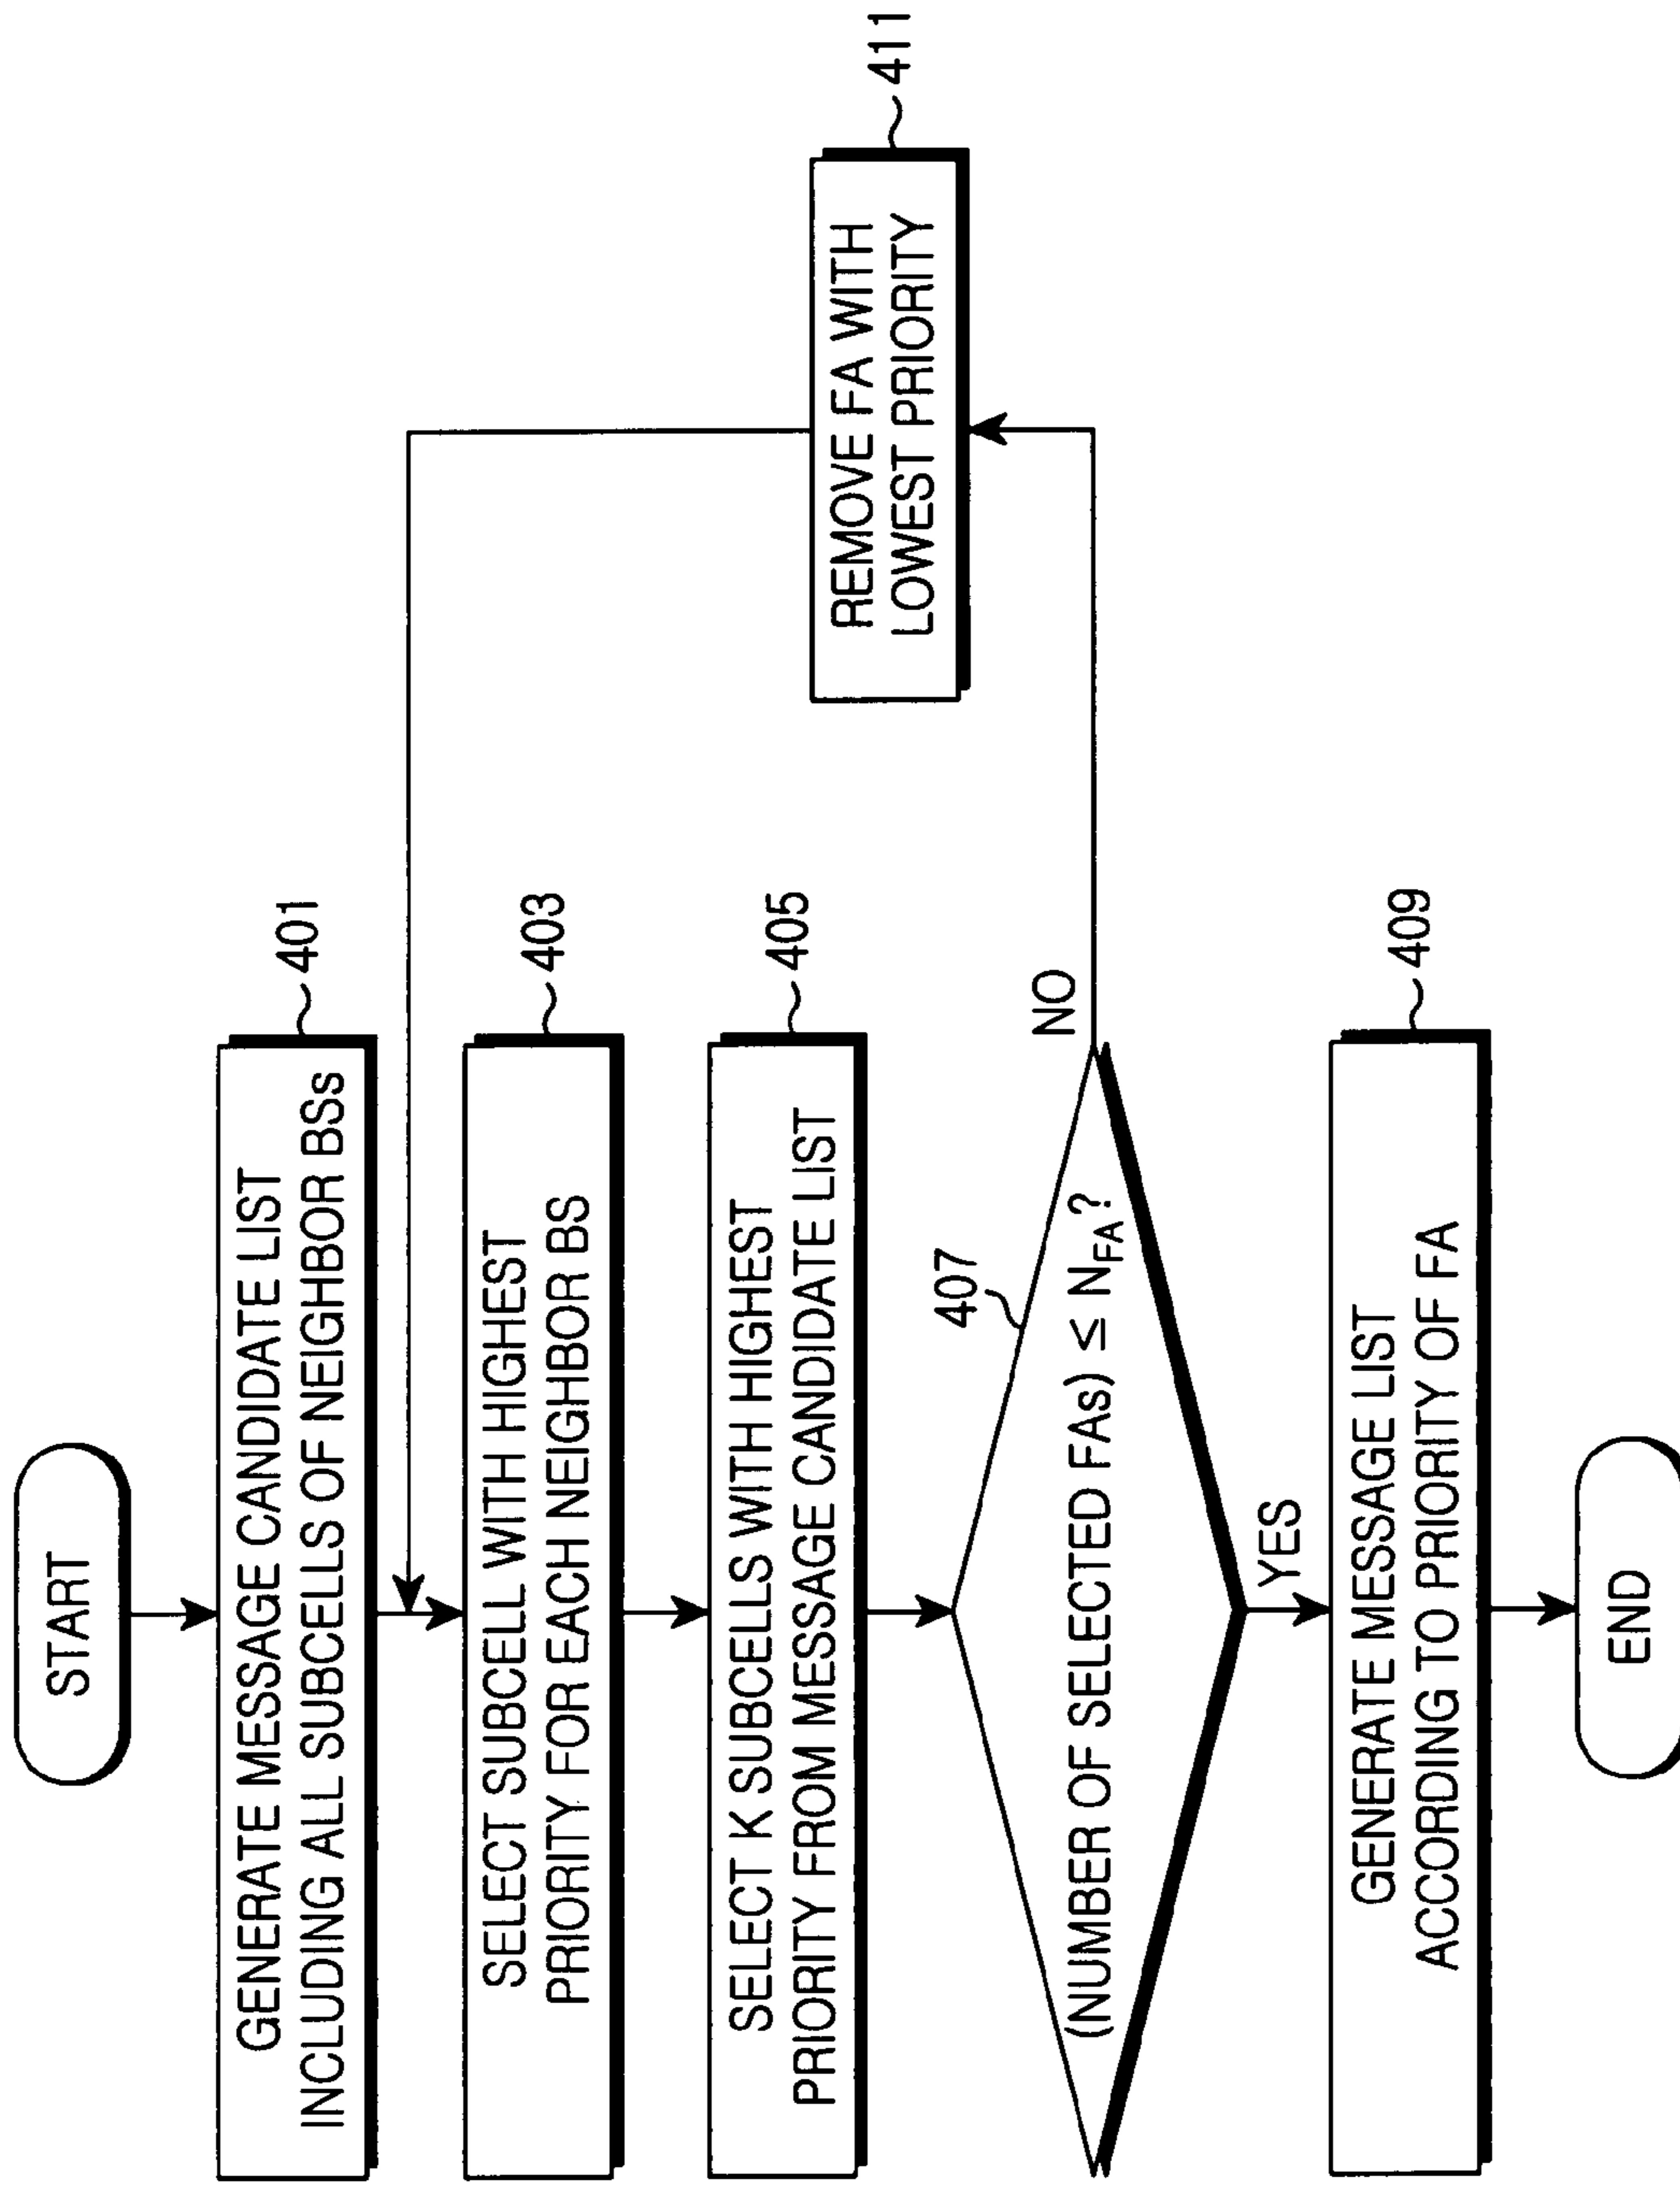 START
GENERATE MESSAGE CANDIDATE LIST
INCLUDING ALL SUBCELLS OF NEIGHBOR BSs
401
SELECT SUBCELL WITH HIGHEST
PRIORITY FOR EACH NEIGHBOR BS
403
SELECT K SUBCELLS WITH HIGHEST
PRIORITY FROM MESSAGE CANDIDATE LIST
405
407
(NUMBER OF SELECTED FAs) ≤ N_FA?
NO
REMOVE FA WITH
LOWEST PRIORITY
411
YES
GENERATE MESSAGE LIST
ACCORDING TO PRIORITY OF FA
409
END